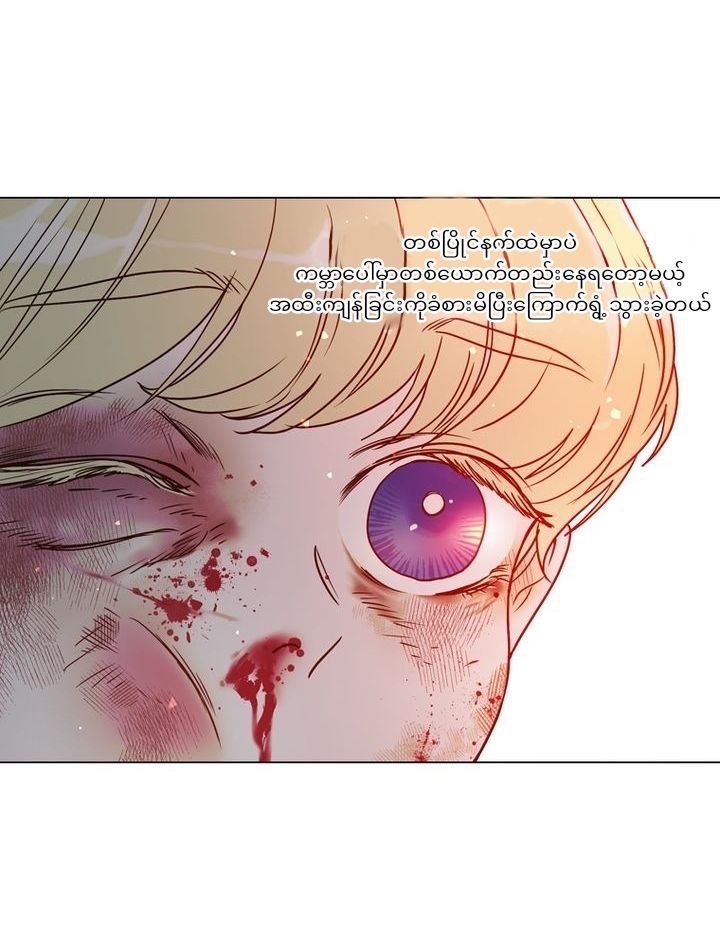 တစ်ပြိုင်နက်ထဲမှာပဲ
ကမ္ဘာပေါ်မှာတစ်ယောက်တည်းနေရတော့မယ့်
အထီးကျန်ခြင်းကိုခံစားမိပြီးကြောက်ရွံ့သွားခဲ့တယ်